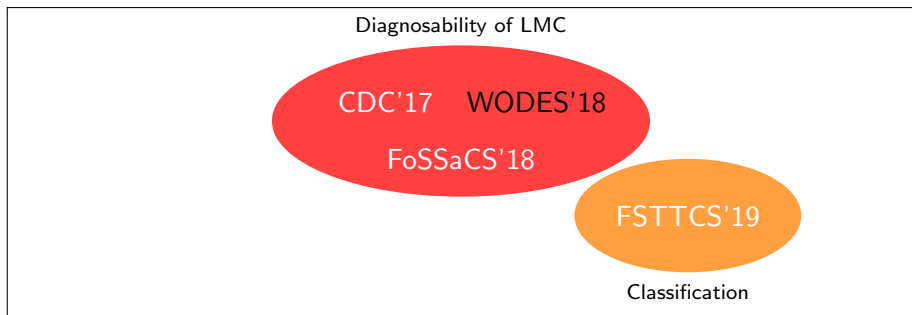 Diagnosability of LMC
CDC'17 WODES'18
FoSSaCS'18
FSTTCS'19
Classification